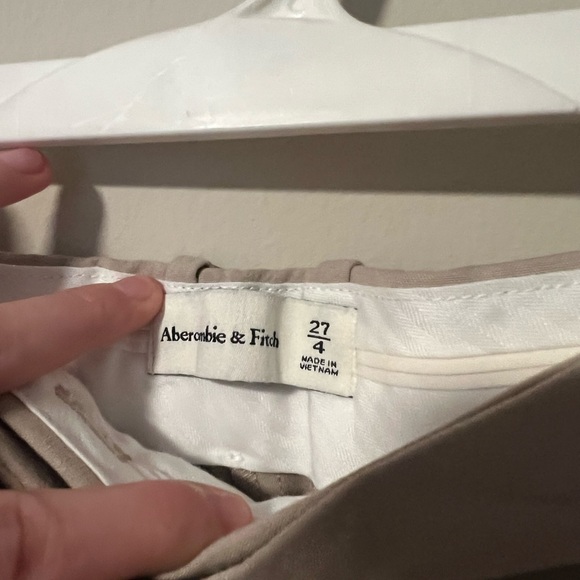 Abercrombie & Fitch
27
4
MADE IN
VIETNAM